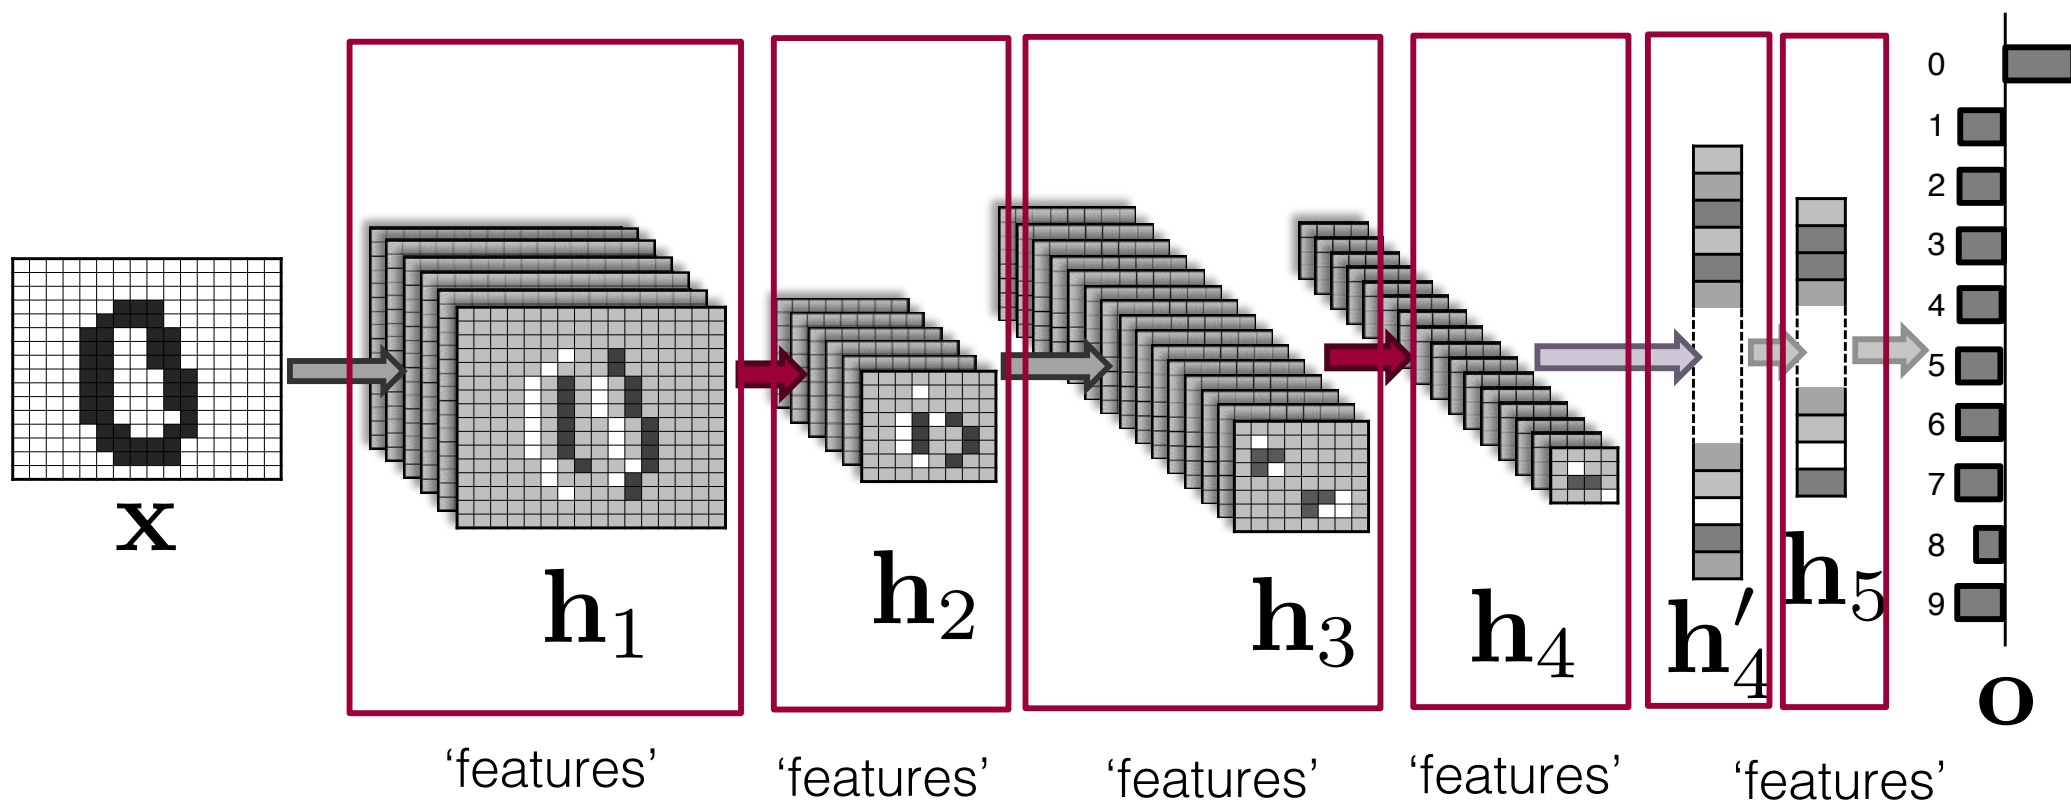 x
h₁
h₂
h₃
h₄
h₄′
h₅
0
1
2
3
4
5
6
7
8
9
o
‘features’
‘features’
‘features’
‘features’
‘features’